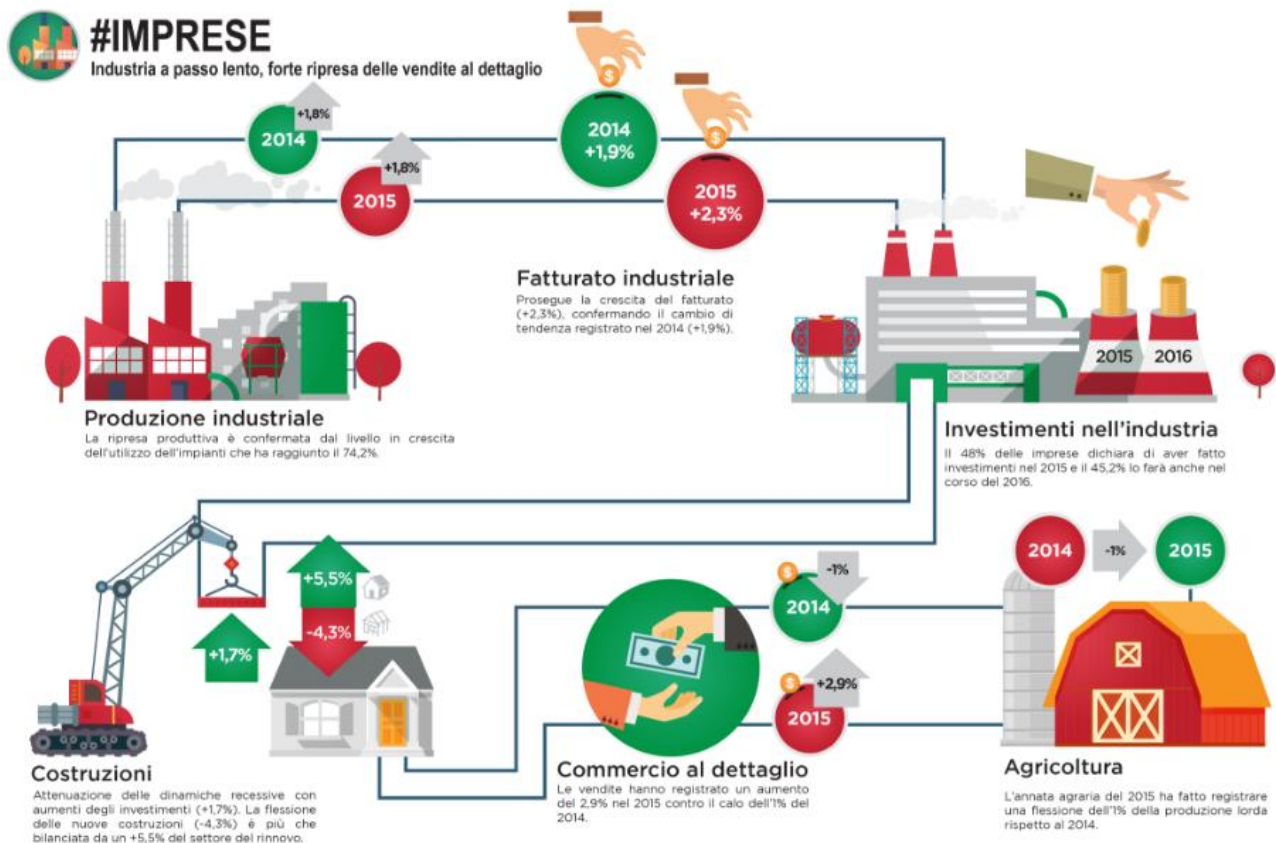 #IMPRESE
Industria a passo lento, forte ripresa delle vendite al dettaglio
+1,8%
2014
2014
+1,9%
+1,8%
2015
2015
+2,3%
Fatturato industriale
Prosegue la crescita del fatturato
(+2,3%), confermando il cambio di
tendenza registrato nel 2014 (+1,9%).
2015
2016
Produzione industriale
La ripresa produttiva è confermata dal livello in crescita
dell'utilizzo dell'impianti che ha raggiunto il 74,2%.
Investimenti nell'industria
Il 48% delle imprese dichiara di aver fatto
investimenti nel 2015 e il 45,2% lo farà anche nel
corso del 2016.
+5,5%
-4,3%
+1,7%
Costruzioni
Attenuazione delle dinamiche recessive con
aumenti degli investimenti (+1,7%). La flessione
delle nuove costruzioni (-4,3%) è più che
bilanciata da un +5,5% del settore del rinnovo.
-1%
2014
+2,9%
2015
Commercio al dettaglio
Le vendite hanno registrato un aumento
del 2,9% nel 2015 contro il calo dell'1% del
2014.
2014
-1%
2015
Agricoltura
L'annata agraria del 2015 ha fatto registrare
una flessione dell'1% della produzione lorda
rispetto al 2014.
$
$
$
$